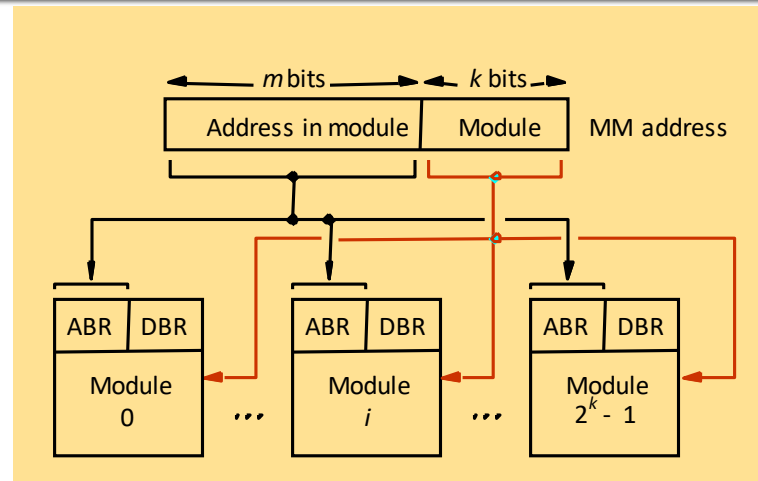 m bits k bits
Address in module Module MM address
ABR DBR ABR DBR ABR DBR
Module Module Module
0 ... i ... 2^k - 1